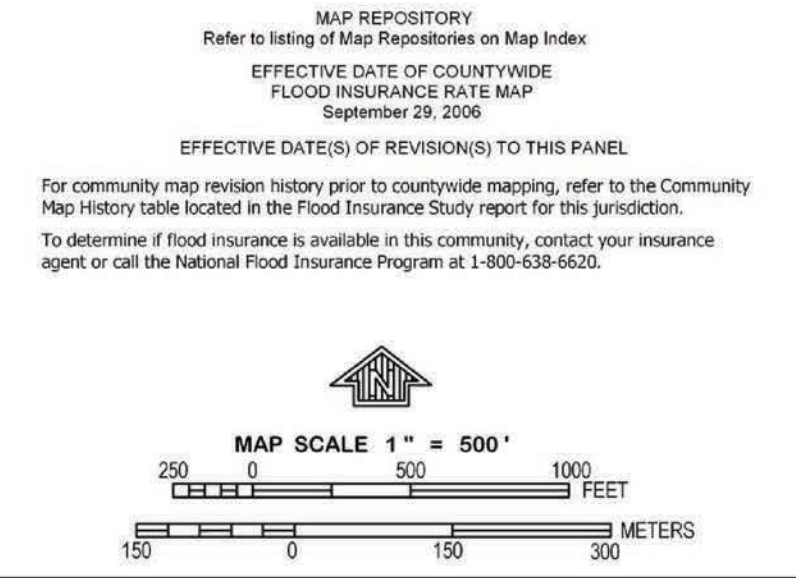 MAP REPOSITORY
Refer to listing of Map Repositories on Map Index
EFFECTIVE DATE OF COUNTYWIDE
FLOOD INSURANCE RATE MAP
September 29, 2006
EFFECTIVE DATE(S) OF REVISION(S) TO THIS PANEL
For community map revision history prior to countywide mapping, refer to the Community
Map History table located in the Flood Insurance Study report for this jurisdiction.
To determine if flood insurance is available in this community, contact your insurance
agent or call the National Flood Insurance Program at 1-800-638-6620.
N
MAP SCALE 1" = 500'
250 0 500 1000
FEET
METERS
150 0 150 300